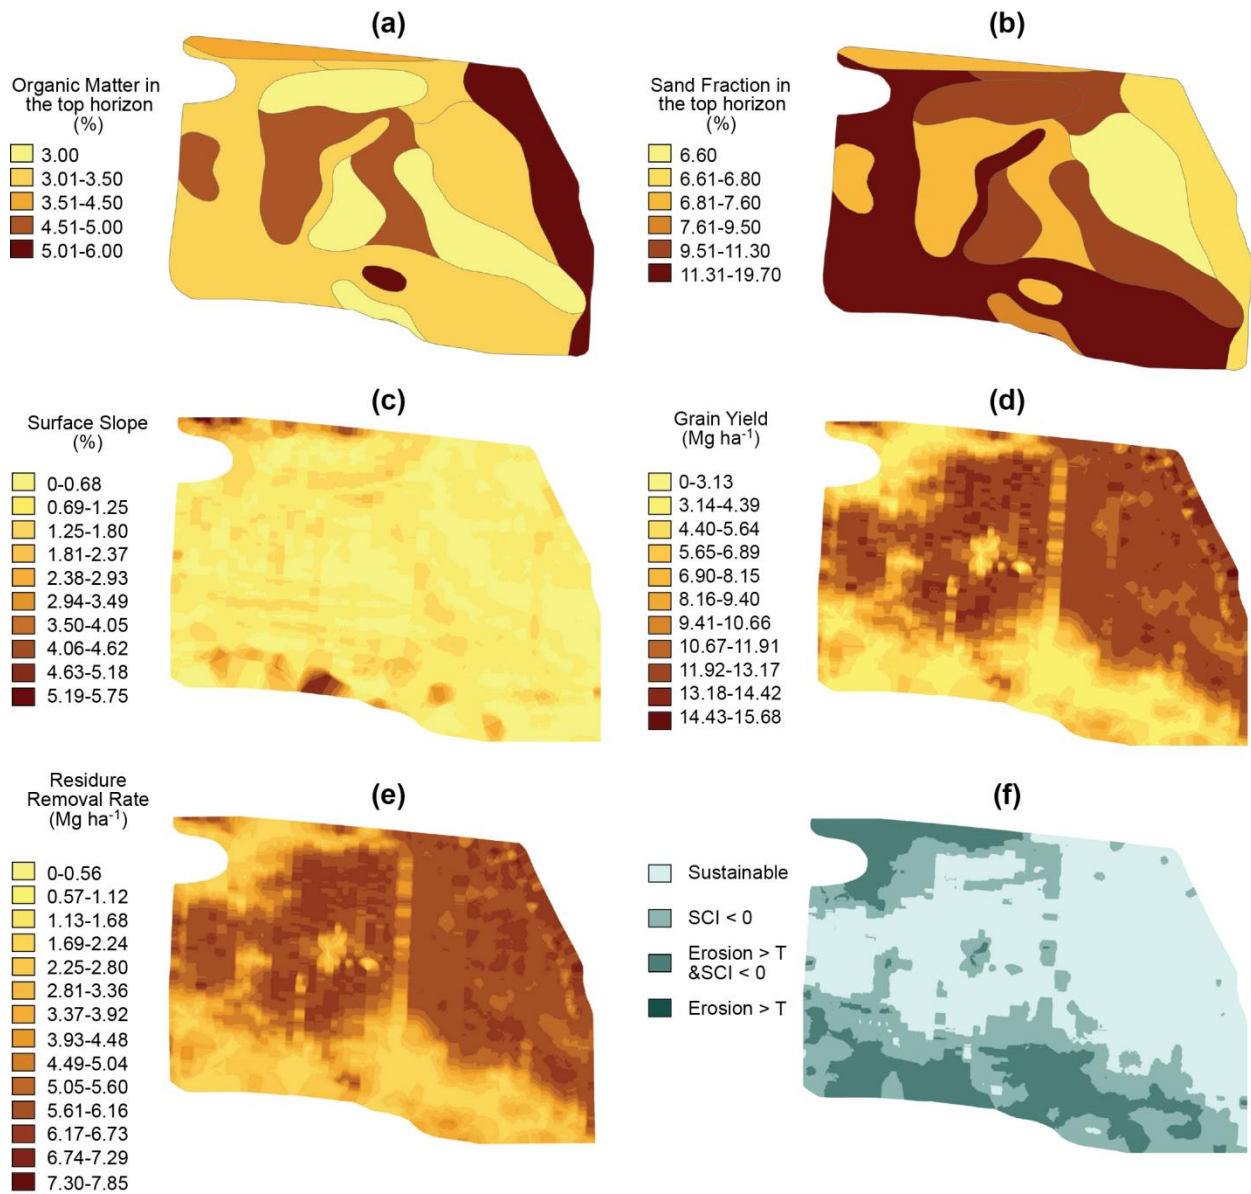 (a)
Organic Matter in
the top horizon
(%)
3.00
3.01-3.50
3.51-4.50
4.51-5.00
5.01-6.00
(b)
Sand Fraction in
the top horizon
(%)
6.60
6.61-6.80
6.81-7.60
7.61-9.50
9.51-11.30
11.31-19.70
(c)
Surface Slope
(%)
0-0.68
0.69-1.25
1.25-1.80
1.81-2.37
2.38-2.93
2.94-3.49
3.50-4.05
4.06-4.62
4.63-5.18
5.19-5.75
(d)
Grain Yield
(Mg ha⁻¹)
0-3.13
3.14-4.39
4.40-5.64
5.65-6.89
6.90-8.15
8.16-9.40
9.41-10.66
10.67-11.91
11.92-13.17
13.18-14.42
14.43-15.68
(e)
Residure
Removal Rate
(Mg ha⁻¹)
0-0.56
0.57-1.12
1.13-1.68
1.69-2.24
2.25-2.80
2.81-3.36
3.37-3.92
3.93-4.48
4.49-5.04
5.05-5.60
5.61-6.16
6.17-6.73
6.74-7.29
7.30-7.85
(f)
Sustainable
SCI < 0
Erosion > T
&SCI < 0
Erosion > T